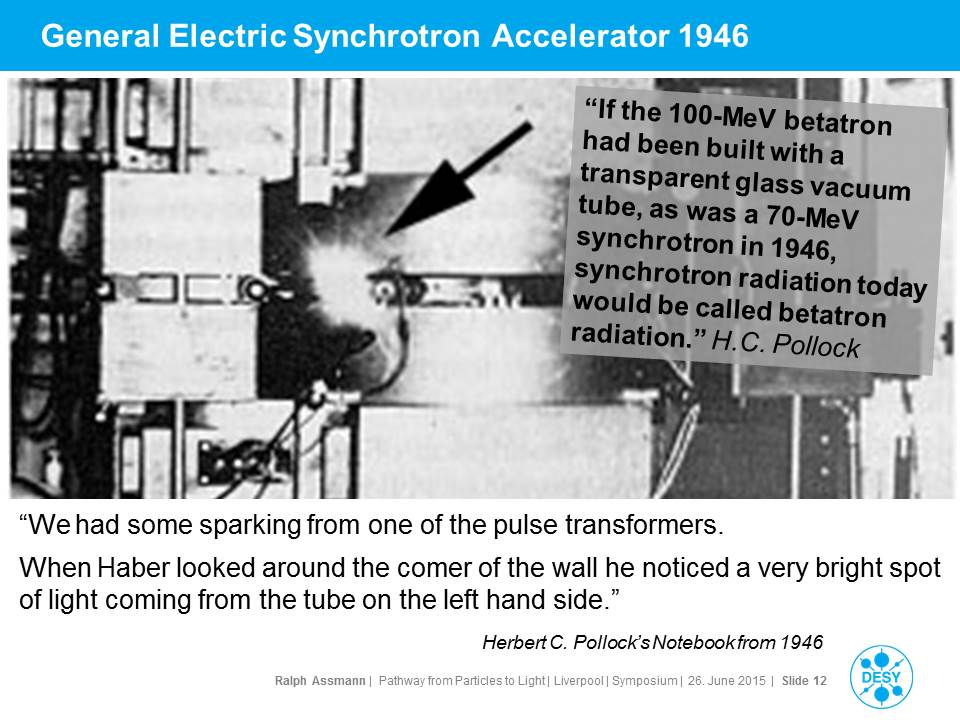 General Electric Synchrotron Accelerator 1946
“If the 100-MeV betatron
had been built with a
transparent glass vacuum
tube, as was a 70-MeV
synchrotron in 1946,
synchrotron radiation today
would be called betatron
radiation.” H.C. Pollock
“We had some sparking from one of the pulse transformers.
When Haber looked around the comer of the wall he noticed a very bright spot
of light coming from the tube on the left hand side.”
Herbert C. Pollock’s Notebook from 1946
Ralph Assmann | Pathway from Particles to Light | Liverpool | Symposium | 26. June 2015 | Slide 12
DESY